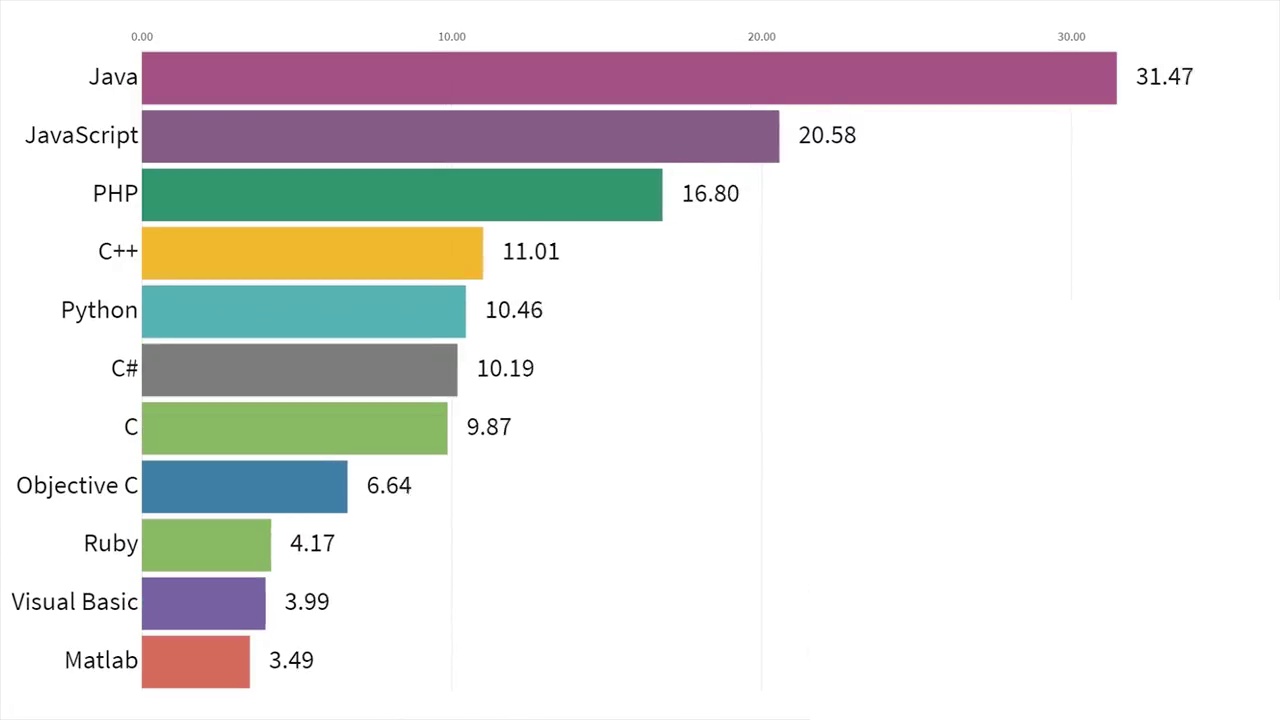 0.00 10.00 20.00 30.00
Java 31.47
JavaScript 20.58
PHP 16.80
C++ 11.01
Python 10.46
C# 10.19
C 9.87
Objective C 6.64
Ruby 4.17
Visual Basic 3.99
Matlab 3.49